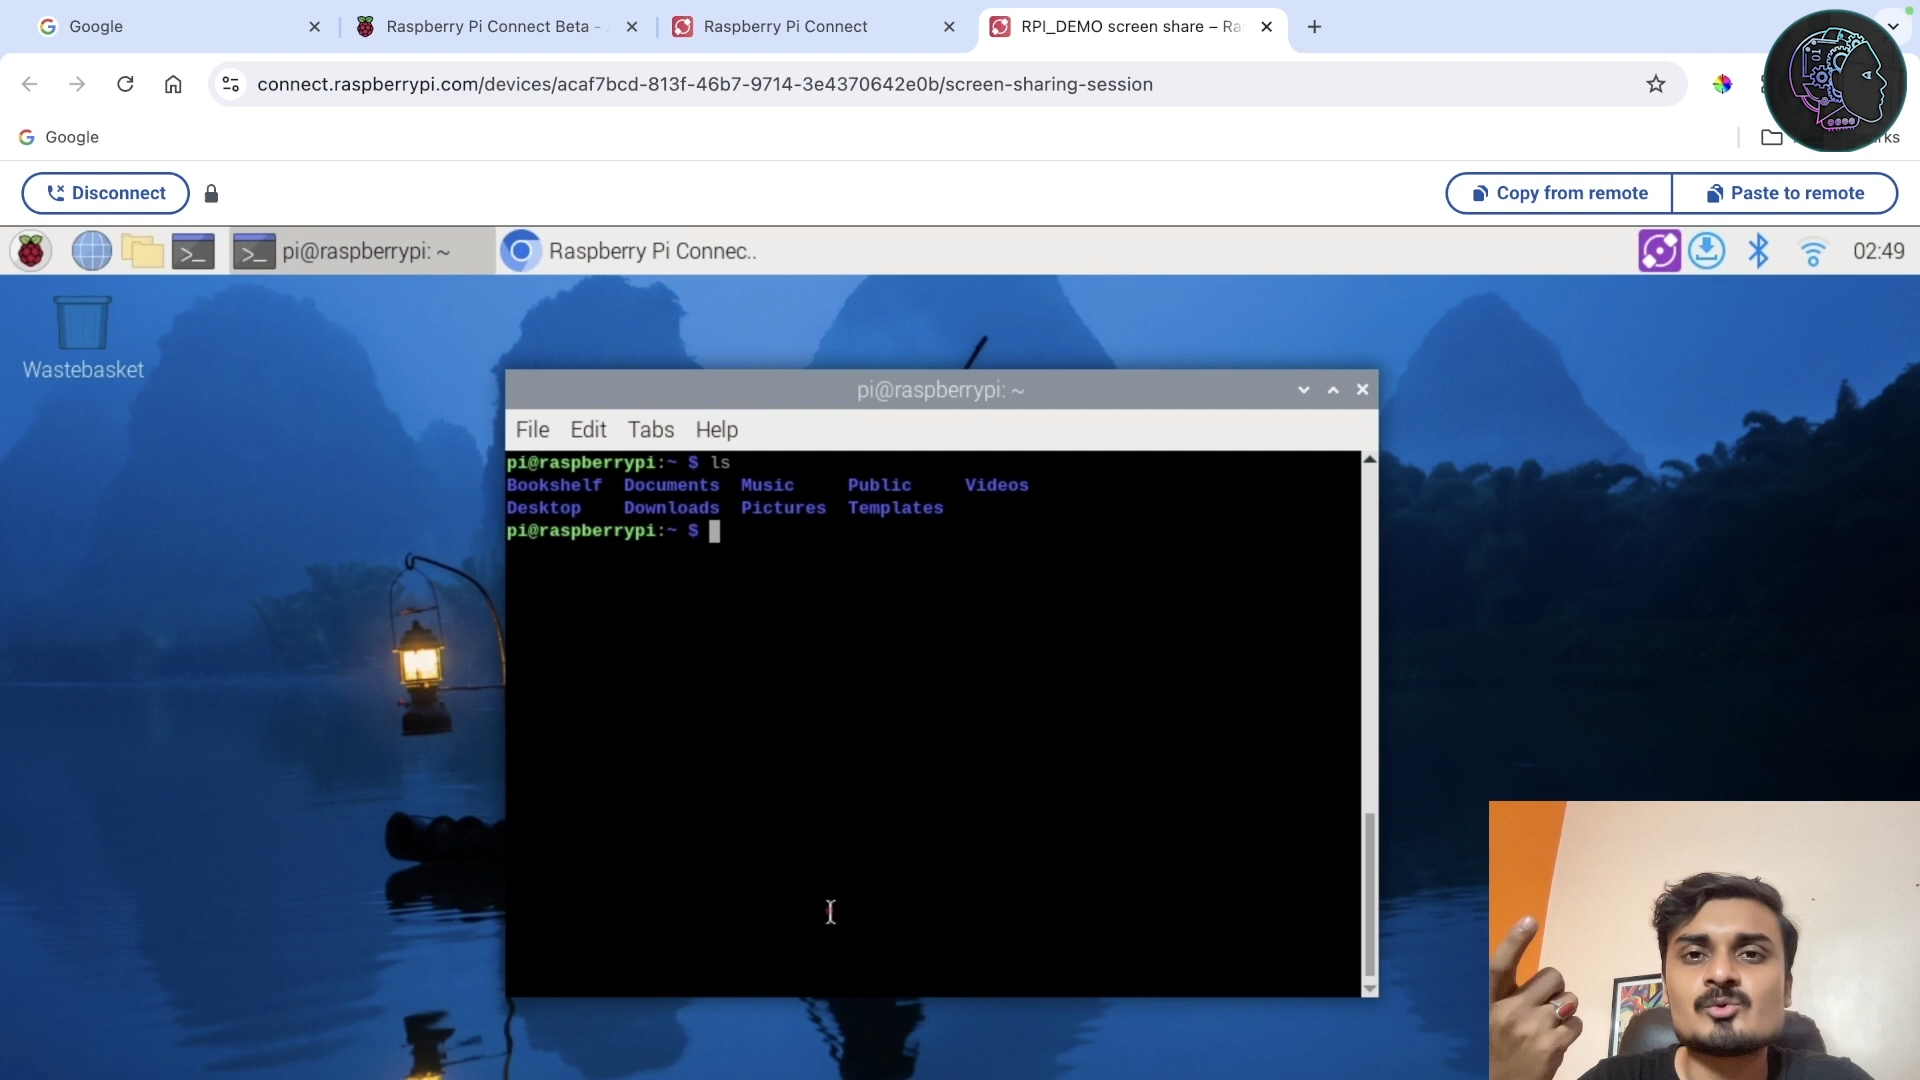 Google
Raspberry Pi Connect Beta -
Raspberry Pi Connect
RPI_DEMO screen share – Ra
connect.raspberrypi.com/devices/acaf7bcd-813f-46b7-9714-3e4370642e0b/screen-sharing-session
Google
Disconnect
Copy from remote
Paste to remote
pi@raspberrypi: ~
Raspberry Pi Connec..
02:49
Wastebasket
pi@raspberrypi: ~
File Edit Tabs Help
pi@raspberrypi:~ $ ls
Bookshelf Documents Music Public Videos
Desktop Downloads Pictures Templates
pi@raspberrypi:~ $